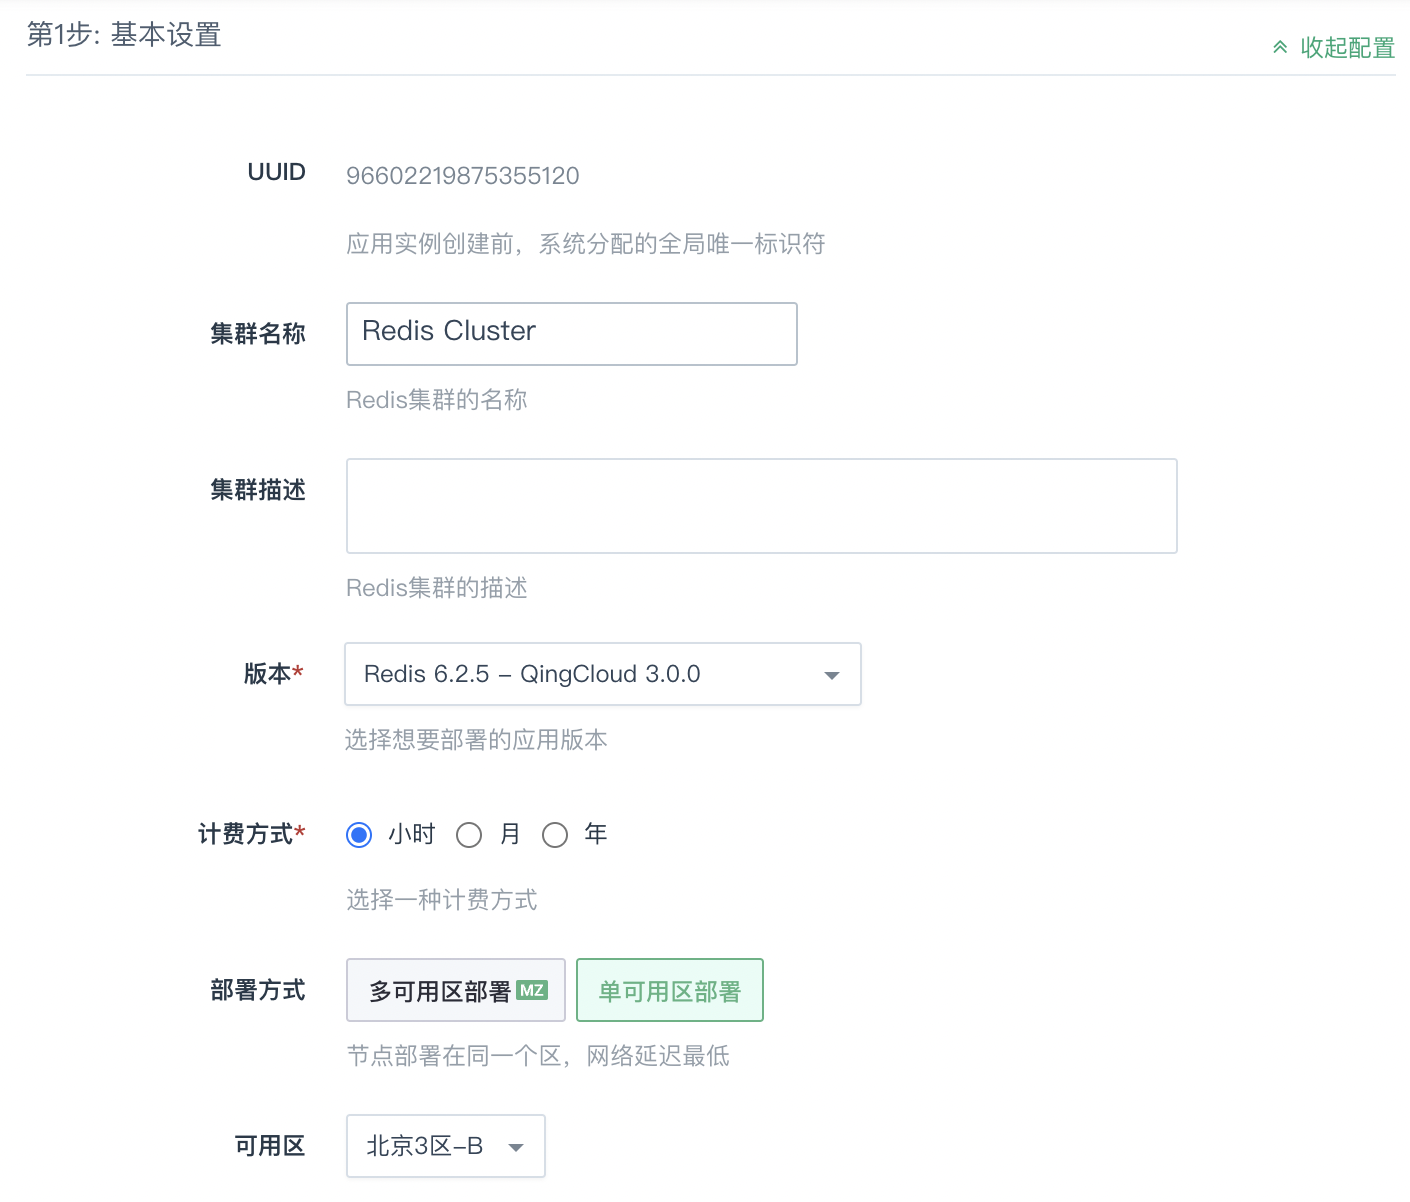 第1步: 基本设置
收起配置
UUID
96602219875355120
应用实例创建前，系统分配的全局唯一标识符
集群名称
Redis Cluster
Redis集群的名称
集群描述
Redis集群的描述
版本*
Redis 6.2.5 – QingCloud 3.0.0
选择想要部署的应用版本
计费方式*
小时 月 年
选择一种计费方式
部署方式
多可用区部署 MZ 单可用区部署
节点部署在同一个区，网络延迟最低
可用区
北京3区-B